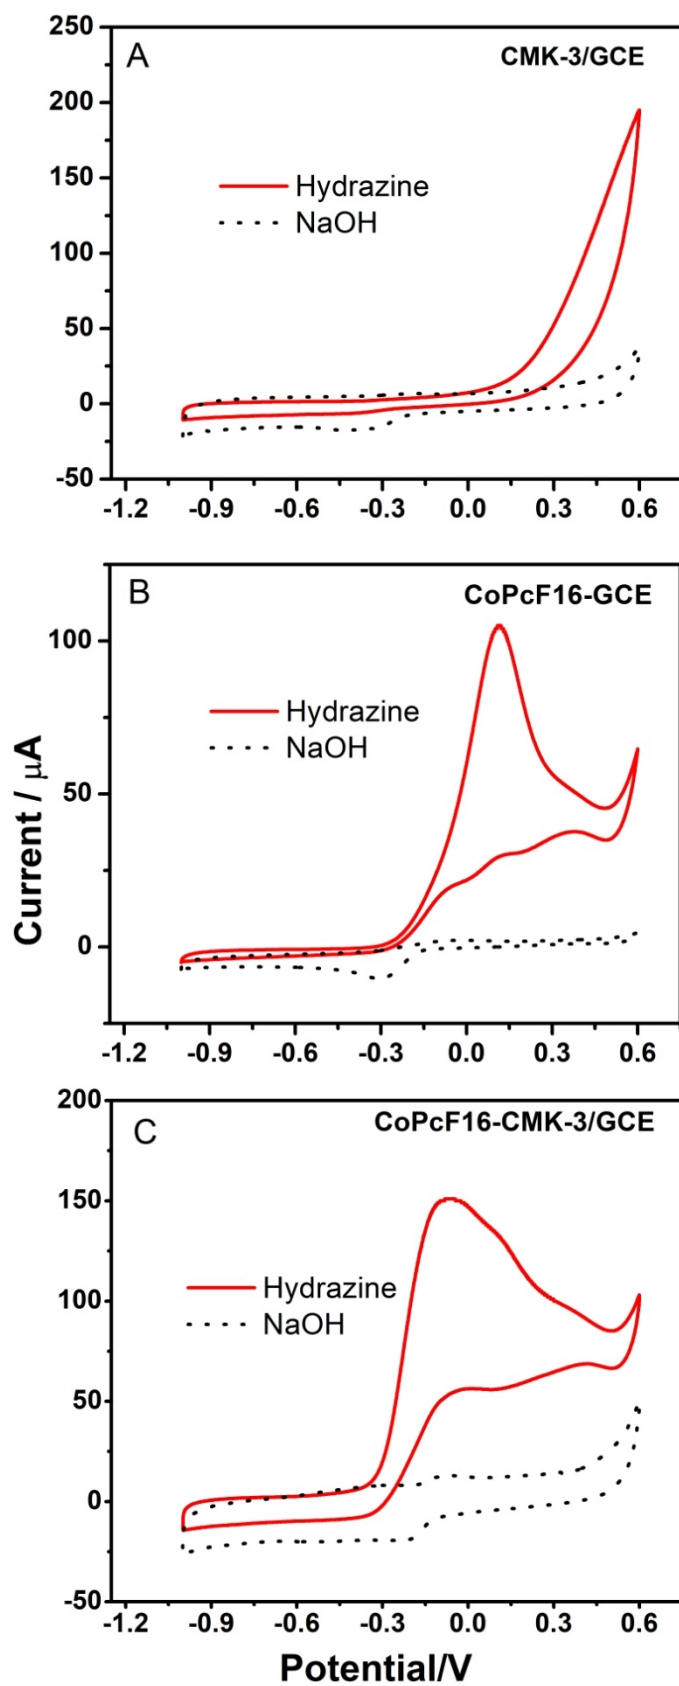 A
CMK-3/GCE
250
200
150
100
50
0
-50
Hydrazine
NaOH
-1.2 -0.9 -0.6 -0.3 0.0 0.3 0.6
B
CoPcF16-GCE
100
50
0
Hydrazine
NaOH
-1.2 -0.9 -0.6 -0.3 0.0 0.3 0.6
Current / μA
C
CoPcF16-CMK-3/GCE
200
150
100
50
0
-50
Hydrazine
NaOH
-1.2 -0.9 -0.6 -0.3 0.0 0.3 0.6
Potential/V